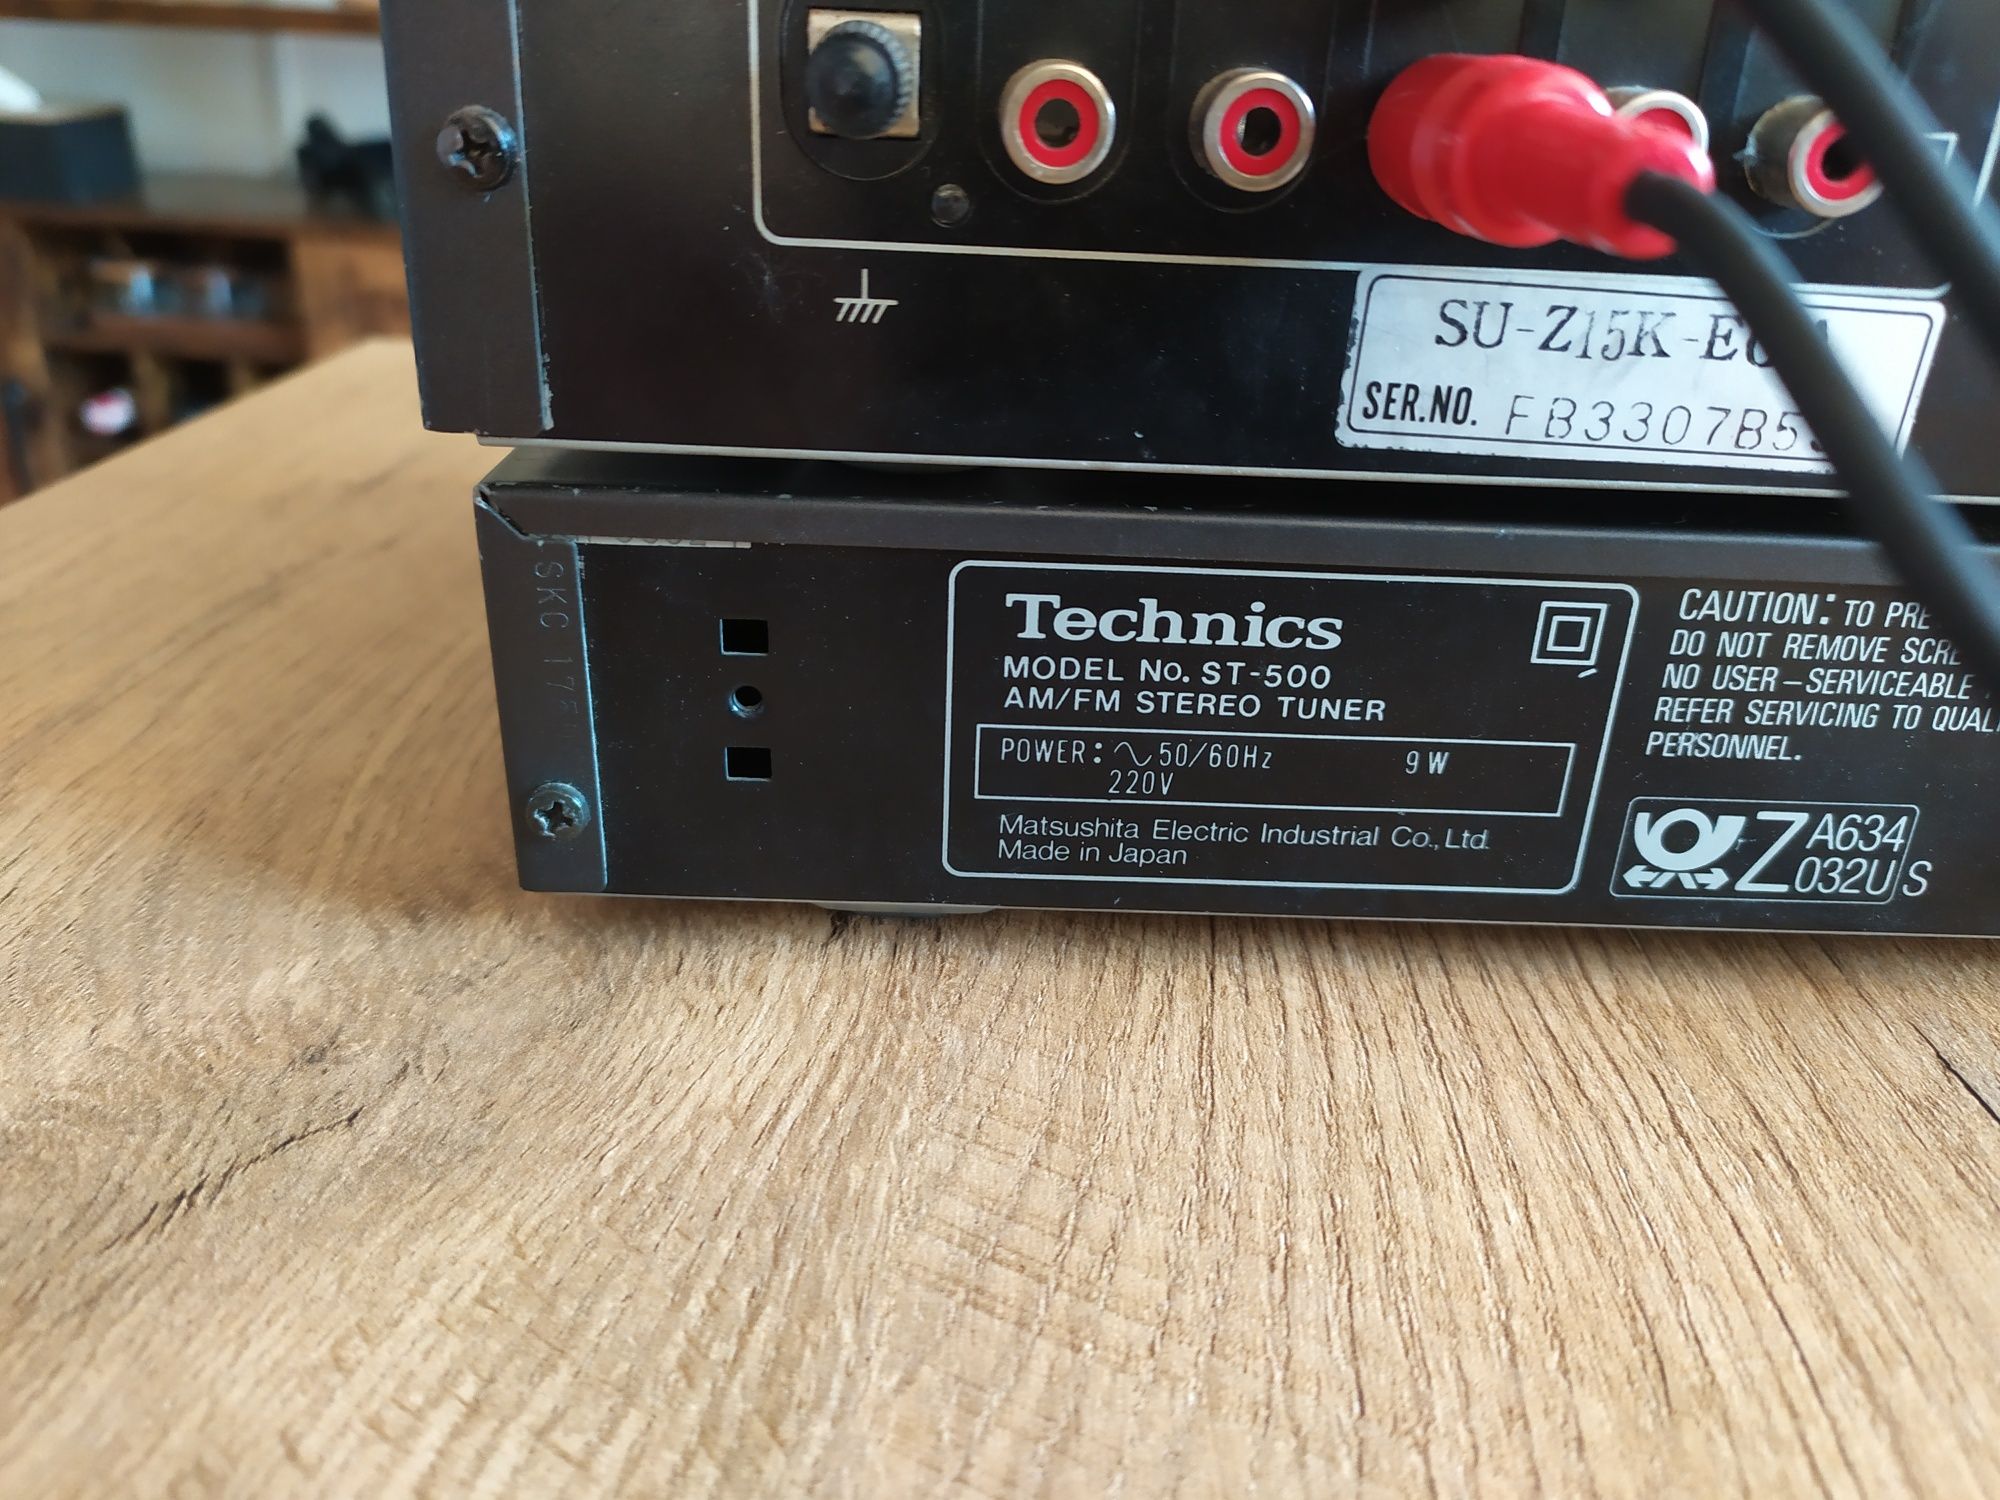 SU-Z15K-E
SER.NO. FB3307B5
SKC
Technics
MODEL No. ST-500
AM/FM STEREO TUNER
POWER: ∿ 50/60Hz 9W
220V
Matsushita Electric Industrial Co., Ltd.
Made in Japan
CAUTION: TO PRE
DO NOT REMOVE SCRE
NO USER-SERVICEABLE
REFER SERVICING TO QUALI
PERSONNEL.
Z A634
032U S